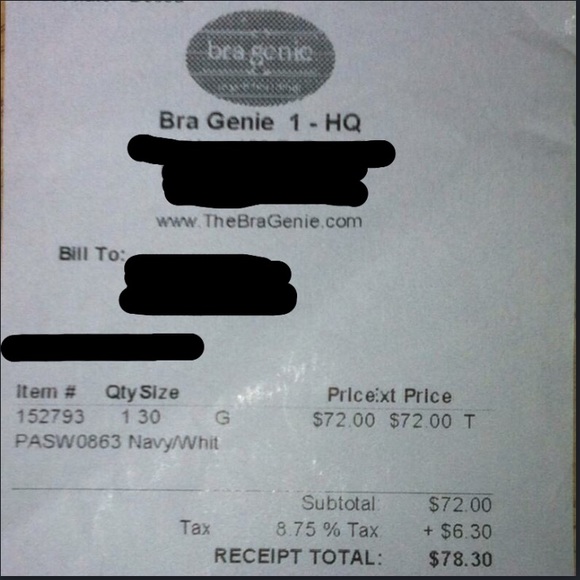 bra genie
Bra Genie 1 - HQ
www.TheBraGenie.com
Bill To:
Item # Qty Size Price xt Price
152793 1 30 G $72.00 $72.00 T
PASW0863 Navy/Whit
Subtotal $72.00
Tax 8.75 % Tax + $6.30
RECEIPT TOTAL: $78.30